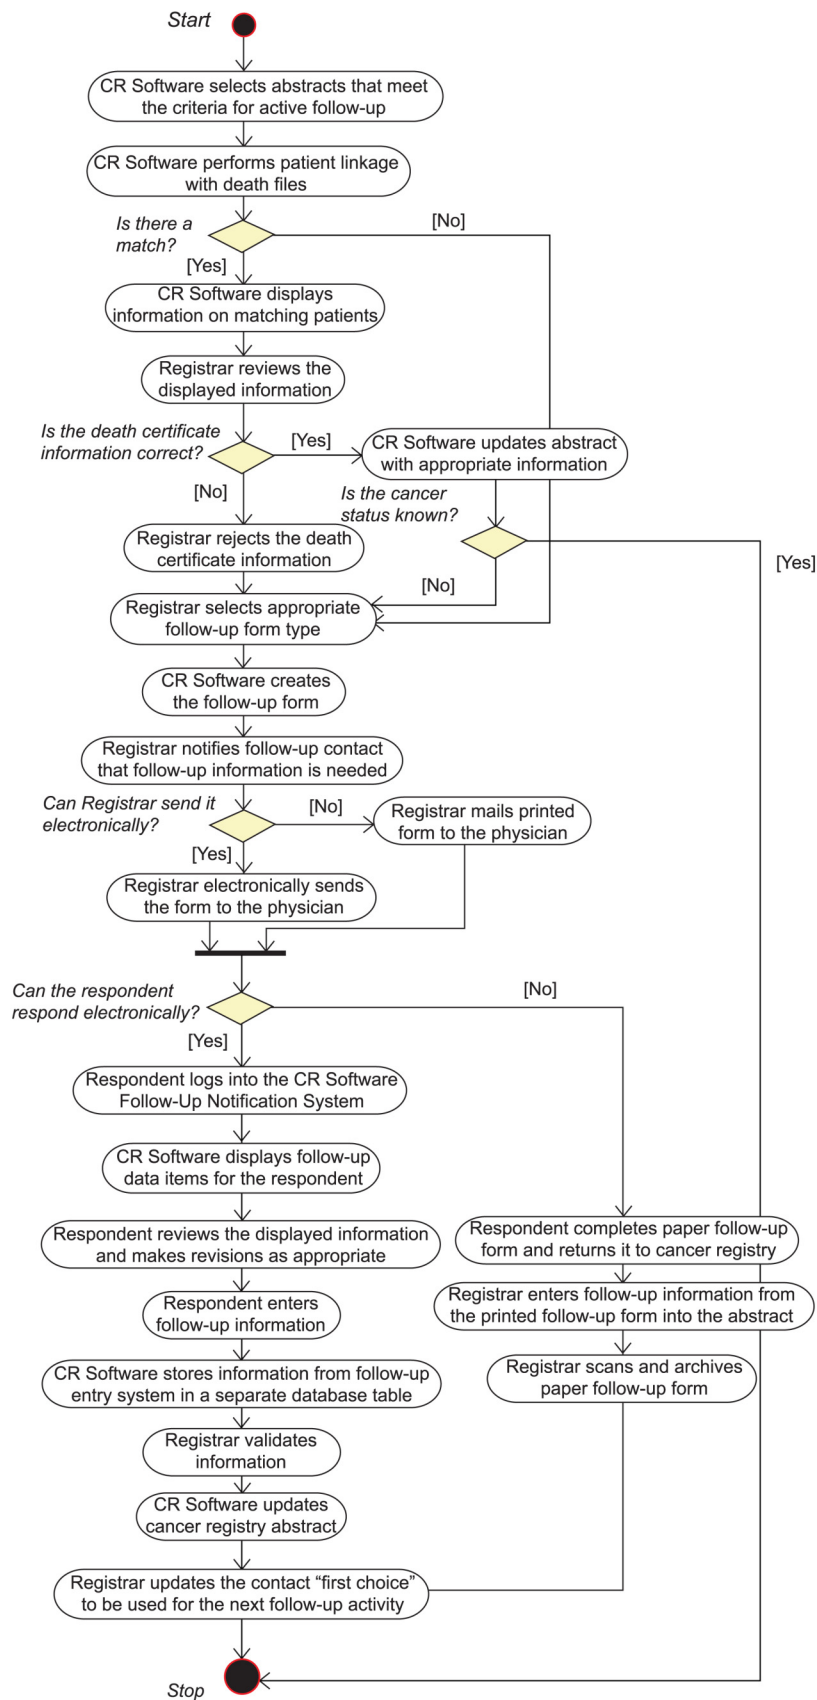 Start
CR Software selects abstracts that meet
the criteria for active follow-up
CR Software performs patient linkage
with death files
Is there a
match?
[No]
[Yes]
CR Software displays
information on matching patients
Registrar reviews the
displayed information
Is the death certificate
information correct?
[Yes]
CR Software updates abstract
with appropriate information
[No]
Is the cancer
status known?
Registrar rejects the death
certificate information
[Yes]
[No]
Registrar selects appropriate
follow-up form type
CR Software creates
the follow-up form
Registrar notifies follow-up contact
that follow-up information is needed
Can Registrar send it
electronically?
[No]
Registrar mails printed
form to the physician
[Yes]
Registrar electronically sends
the form to the physician
Can the respondent
respond electronically?
[No]
[Yes]
Respondent logs into the CR Software
Follow-Up Notification System
CR Software displays follow-up
data items for the respondent
Respondent reviews the displayed information
and makes revisions as appropriate
Respondent completes paper follow-up
form and returns it to cancer registry
Respondent enters
follow-up information
Registrar enters follow-up information from
the printed follow-up form into the abstract
CR Software stores information from follow-up
entry system in a separate database table
Registrar scans and archives
paper follow-up form
Registrar validates
information
CR Software updates
cancer registry abstract
Registrar updates the contact “first choice”
to be used for the next follow-up activity
Stop